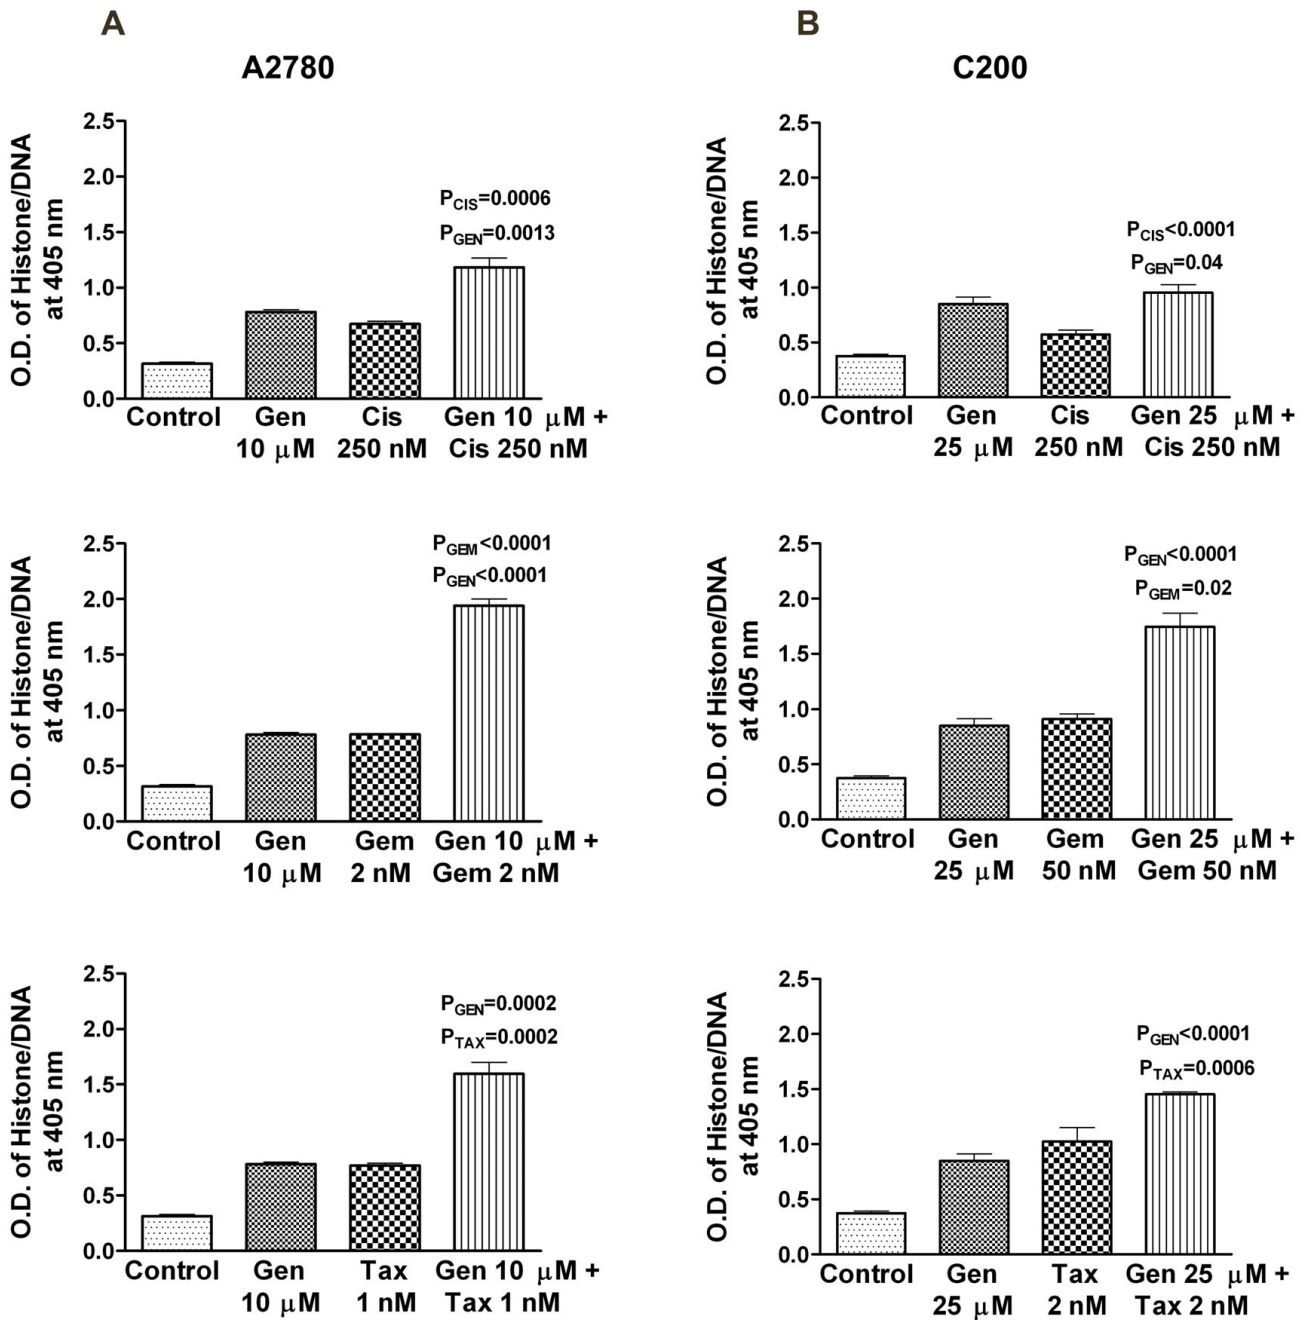 A
A2780
O.D. of Histone/DNA
at 405 nm
2.5
2.0
1.5
1.0
0.5
0.0
P_CIS=0.0006
P_GEN=0.0013
Control
Gen
10 μM
Cis
250 nM
Gen 10 μM +
Cis 250 nM
O.D. of Histone/DNA
at 405 nm
2.5
2.0
1.5
1.0
0.5
0.0
P_GEM<0.0001
P_GEN<0.0001
Control
Gen
10 μM
Gem
2 nM
Gen 10 μM +
Gem 2 nM
O.D. of Histone/DNA
at 405 nm
2.5
2.0
1.5
1.0
0.5
0.0
P_GEN=0.0002
P_TAX=0.0002
Control
Gen
10 μM
Tax
1 nM
Gen 10 μM +
Tax 1 nM
B
C200
O.D. of Histone/DNA
at 405 nm
2.5
2.0
1.5
1.0
0.5
0.0
P_CIS<0.0001
P_GEN=0.04
Control
Gen
25 μM
Cis
250 nM
Gen 25 μM +
Cis 250 nM
O.D. of Histone/DNA
at 405 nm
2.5
2.0
1.5
1.0
0.5
0.0
P_GEN<0.0001
P_GEM=0.02
Control
Gen
25 μM
Gem
50 nM
Gen 25 μM +
Gem 50 nM
O.D. of Histone/DNA
at 405 nm
2.5
2.0
1.5
1.0
0.5
0.0
P_GEN<0.0001
P_TAX=0.0006
Control
Gen
25 μM
Tax
2 nM
Gen 25 μM +
Tax 2 nM